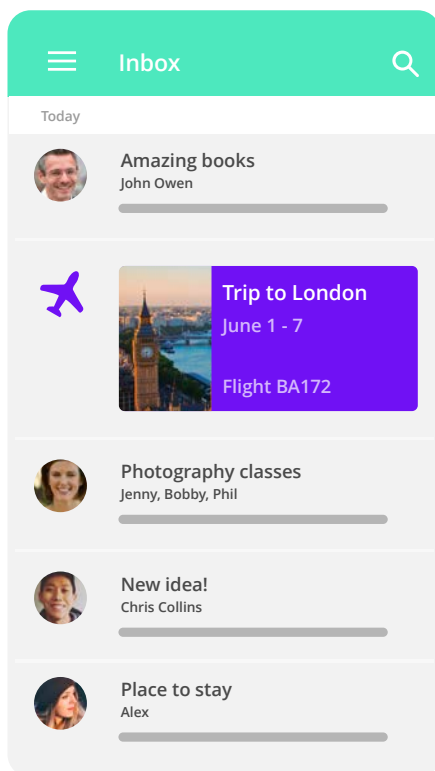 Inbox
Today
Amazing books
John Owen
Trip to London
June 1 - 7
Flight BA172
Photography classes
Jenny, Bobby, Phil
New idea!
Chris Collins
Place to stay
Alex